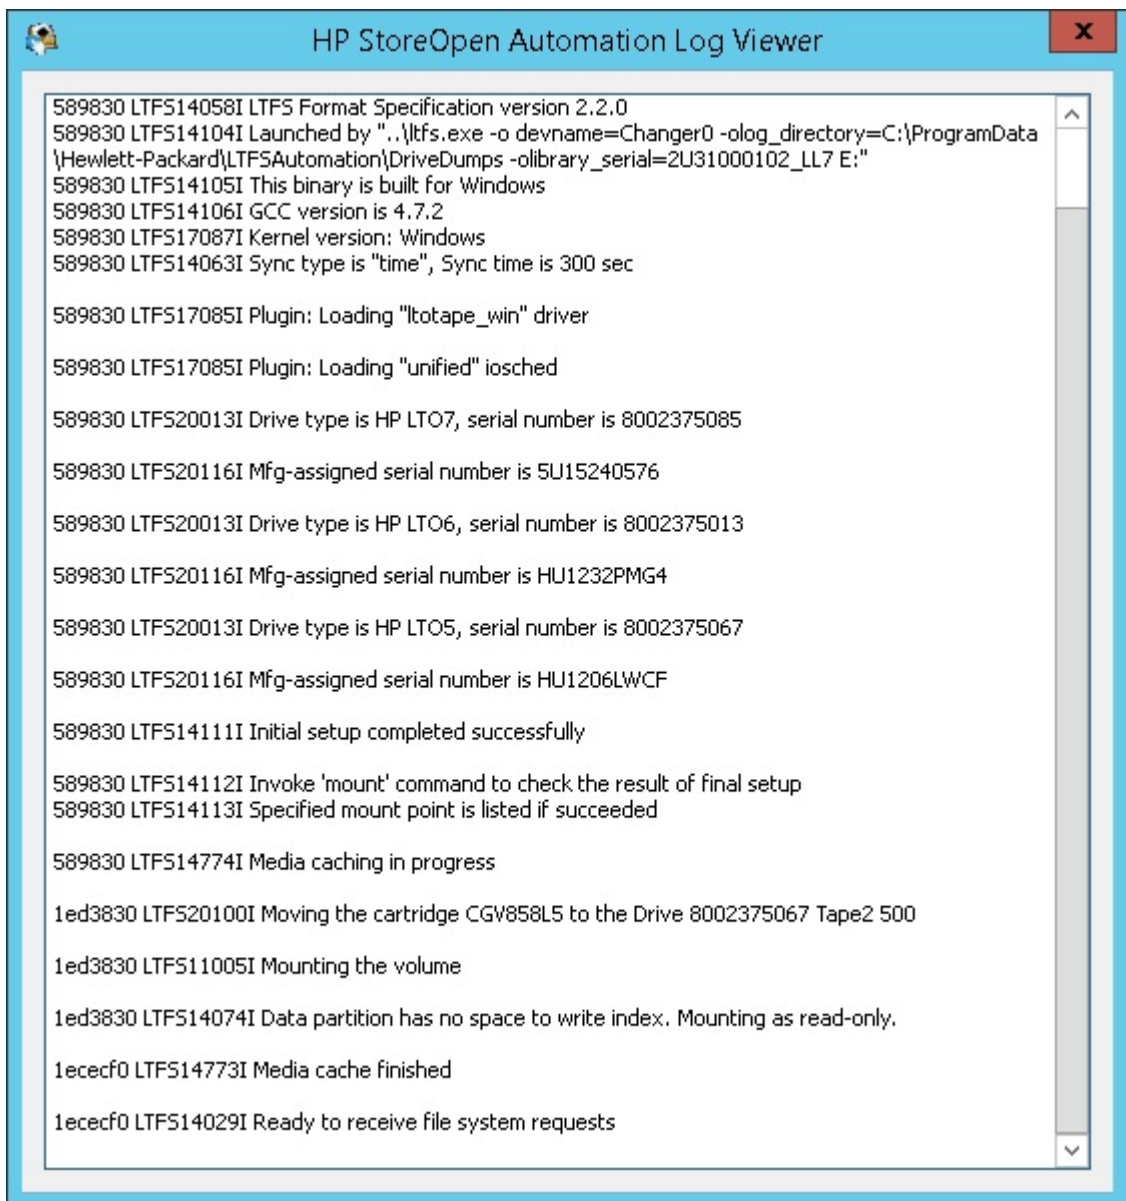 HP StoreOpen Automation Log Viewer
x
589830 LTFS14058I LTFS Format Specification version 2.2.0
589830 LTFS14104I Launched by "..\ltfs.exe -o devname=Changer0 -olog_directory=C:\ProgramData
\Hewlett-Packard\LTFSAutomation\DriveDumps -olibrary_serial=2U31000102_LL7 E:"
589830 LTFS14105I This binary is built for Windows
589830 LTFS14106I GCC version is 4.7.2
589830 LTFS17087I Kernel version: Windows
589830 LTFS14063I Sync type is "time", Sync time is 300 sec
589830 LTFS17085I Plugin: Loading "ltotape_win" driver
589830 LTFS17085I Plugin: Loading "unified" iosched
589830 LTFS20013I Drive type is HP LTO7, serial number is 8002375085
589830 LTFS20116I Mfg-assigned serial number is 5U15240576
589830 LTFS20013I Drive type is HP LTO6, serial number is 8002375013
589830 LTFS20116I Mfg-assigned serial number is HU1232PMG4
589830 LTFS20013I Drive type is HP LTO5, serial number is 8002375067
589830 LTFS20116I Mfg-assigned serial number is HU1206LWCF
589830 LTFS14111I Initial setup completed successfully
589830 LTFS14112I Invoke 'mount' command to check the result of final setup
589830 LTFS14113I Specified mount point is listed if succeeded
589830 LTFS14774I Media caching in progress
1ed3830 LTFS20100I Moving the cartridge CGV858L5 to the Drive 8002375067 Tape2 500
1ed3830 LTFS11005I Mounting the volume
1ed3830 LTFS14074I Data partition has no space to write index. Mounting as read-only.
1ececf0 LTFS14773I Media cache finished
1ececf0 LTFS14029I Ready to receive file system requests